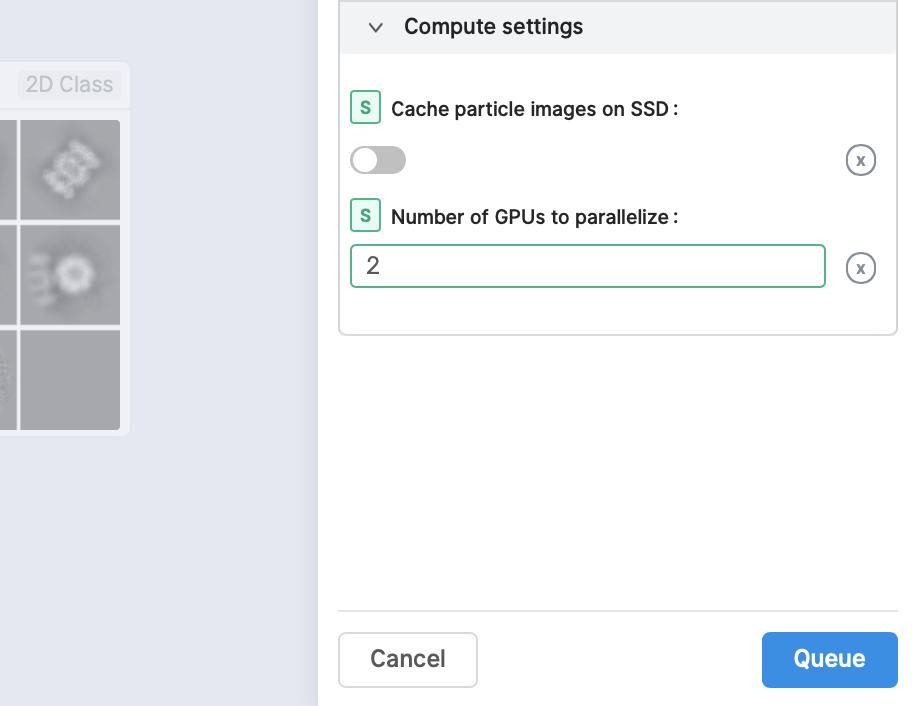 Compute settings
2D Class
S Cache particle images on SSD:
x
S Number of GPUs to parallelize:
2 x
Cancel Queue